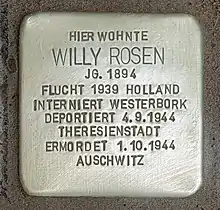 HIER WOHNTE
WILLY ROSEN
JG. 1894
FLUCHT 1939 HOLLAND
INTERNIERT WESTERBORK
DEPORTIERT 4.9.1944
THERESIENSTADT
ERMORDET 1.10.1944
AUSCHWITZ